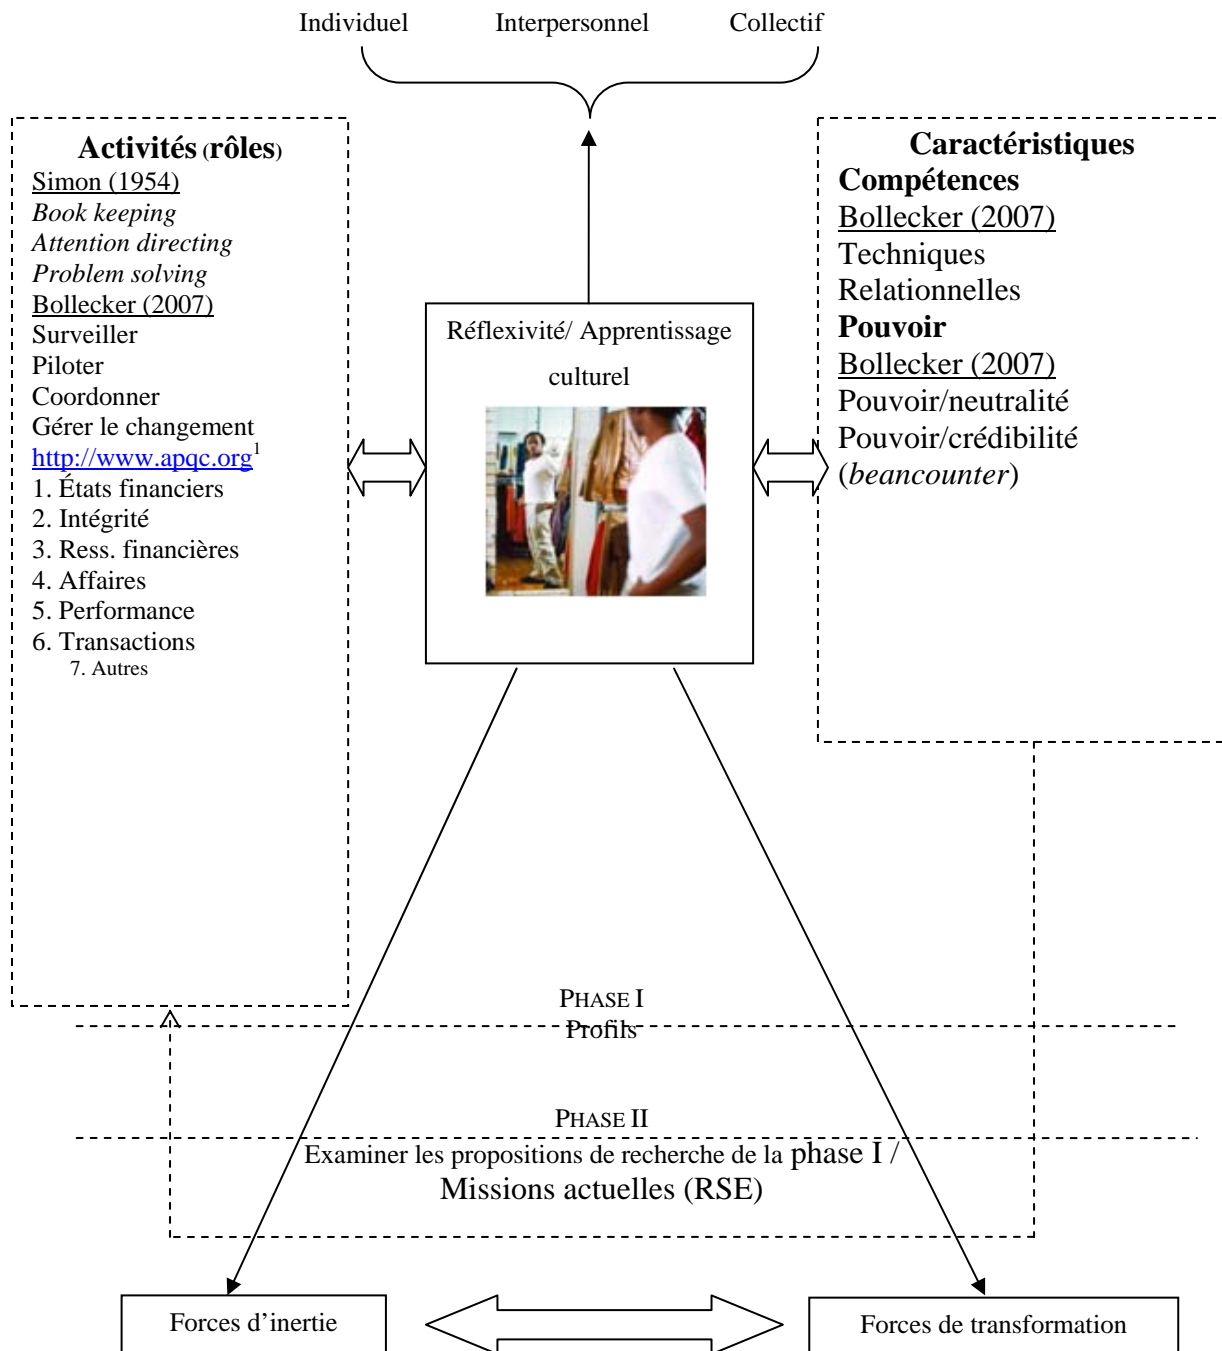 Individuel Interpersonnel Collectif
Activités (rôles)
Simon (1954)
Book keeping
Attention directing
Problem solving
Bollecker (2007)
Surveiller
Piloter
Coordonner
Gérer le changement
http://www.apqc.org1
1. États financiers
2. Intégrité
3. Ress. financières
4. Affaires
5. Performance
6. Transactions
7. Autres
Réflexivité/ Apprentissage
culturel
Caractéristiques
Compétences
Bollecker (2007)
Techniques
Relationnelles
Pouvoir
Bollecker (2007)
Pouvoir/neutralité
Pouvoir/crédibilité
(beancounter)
PHASE I
Profils
PHASE II
Examiner les propositions de recherche de la phase I /
Missions actuelles (RSE)
Forces d’inertie
Forces de transformation